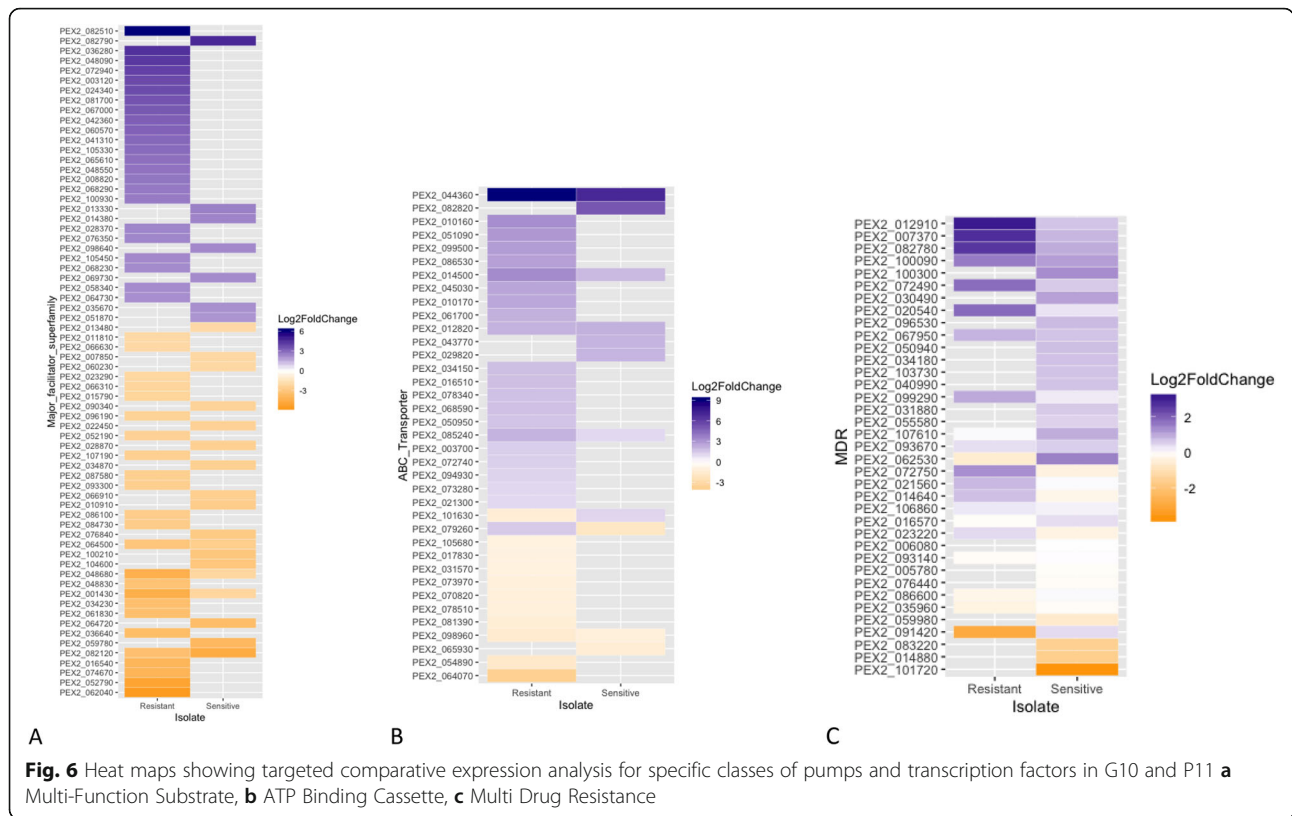 Major_facilitator_superfamily
PEX2_082510
PEX2_082790
PEX2_036280
PEX2_048090
PEX2_072940
PEX2_003120
PEX2_024340
PEX2_081700
PEX2_067000
PEX2_042360
PEX2_060570
PEX2_041310
PEX2_105330
PEX2_065610
PEX2_048550
PEX2_008820
PEX2_068290
PEX2_100930
PEX2_013330
PEX2_014380
PEX2_028370
PEX2_076350
PEX2_098640
PEX2_105450
PEX2_068230
PEX2_069730
PEX2_058340
PEX2_064730
PEX2_035670
PEX2_051870
PEX2_013480
PEX2_011810
PEX2_066630
PEX2_007850
PEX2_060230
PEX2_023290
PEX2_066310
PEX2_015790
PEX2_090340
PEX2_096190
PEX2_022450
PEX2_052190
PEX2_028870
PEX2_107190
PEX2_034870
PEX2_087580
PEX2_093300
PEX2_066910
PEX2_010910
PEX2_086100
PEX2_084730
PEX2_076840
PEX2_064500
PEX2_100210
PEX2_104600
PEX2_048680
PEX2_048830
PEX2_001430
PEX2_034230
PEX2_061830
PEX2_064720
PEX2_036640
PEX2_059780
PEX2_082120
PEX2_016540
PEX2_074670
PEX2_052790
PEX2_062040
Resistant Sensitive
Isolate
Log2FoldChange
6
3
0
-3
A
ABC_Transporter
PEX2_044360
PEX2_082820
PEX2_010160
PEX2_051090
PEX2_099500
PEX2_086530
PEX2_014500
PEX2_045030
PEX2_010170
PEX2_061700
PEX2_012820
PEX2_043770
PEX2_029820
PEX2_034150
PEX2_016510
PEX2_078340
PEX2_068590
PEX2_050950
PEX2_085240
PEX2_003700
PEX2_072740
PEX2_094930
PEX2_073280
PEX2_021300
PEX2_101630
PEX2_079260
PEX2_105680
PEX2_017830
PEX2_031570
PEX2_073970
PEX2_070820
PEX2_078510
PEX2_081390
PEX2_098960
PEX2_065930
PEX2_054890
PEX2_064070
Resistant Sensitive
Isolate
Log2FoldChange
9
6
3
0
-3
B
MDR
PEX2_012910
PEX2_007370
PEX2_082780
PEX2_100090
PEX2_100300
PEX2_072490
PEX2_030490
PEX2_020540
PEX2_096530
PEX2_067950
PEX2_050940
PEX2_034180
PEX2_103730
PEX2_040990
PEX2_099290
PEX2_031880
PEX2_055580
PEX2_107610
PEX2_093670
PEX2_062530
PEX2_072750
PEX2_021560
PEX2_014640
PEX2_106860
PEX2_016570
PEX2_023220
PEX2_006080
PEX2_093140
PEX2_005780
PEX2_076440
PEX2_086600
PEX2_035960
PEX2_059980
PEX2_091420
PEX2_083220
PEX2_014880
PEX2_101720
Resistant Sensitive
Isolate
Log2FoldChange
2
0
-2
C
Fig. 6 Heat maps showing targeted comparative expression analysis for specific classes of pumps and transcription factors in G10 and P11 a
Multi-Function Substrate, b ATP Binding Cassette, c Multi Drug Resistance